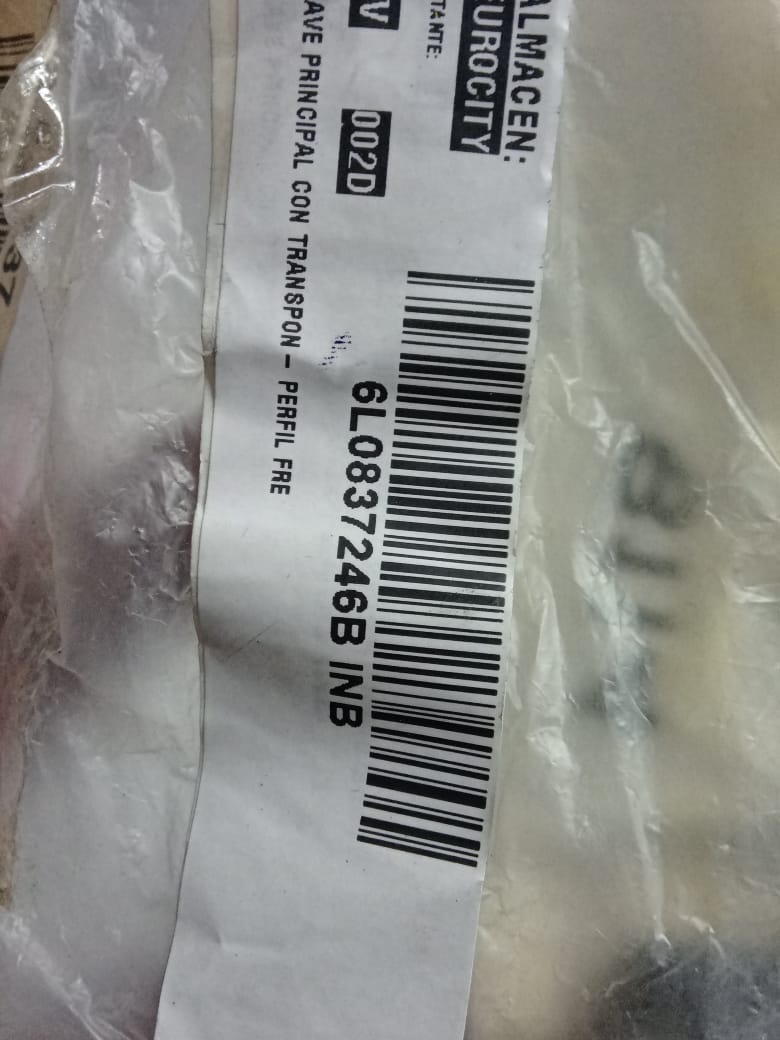 ALMACEN:
EUROCITY
TANTE:
V 002D
6L0837246B INB
AVE PRINCIPAL CON TRANSPON - PERFIL FRE